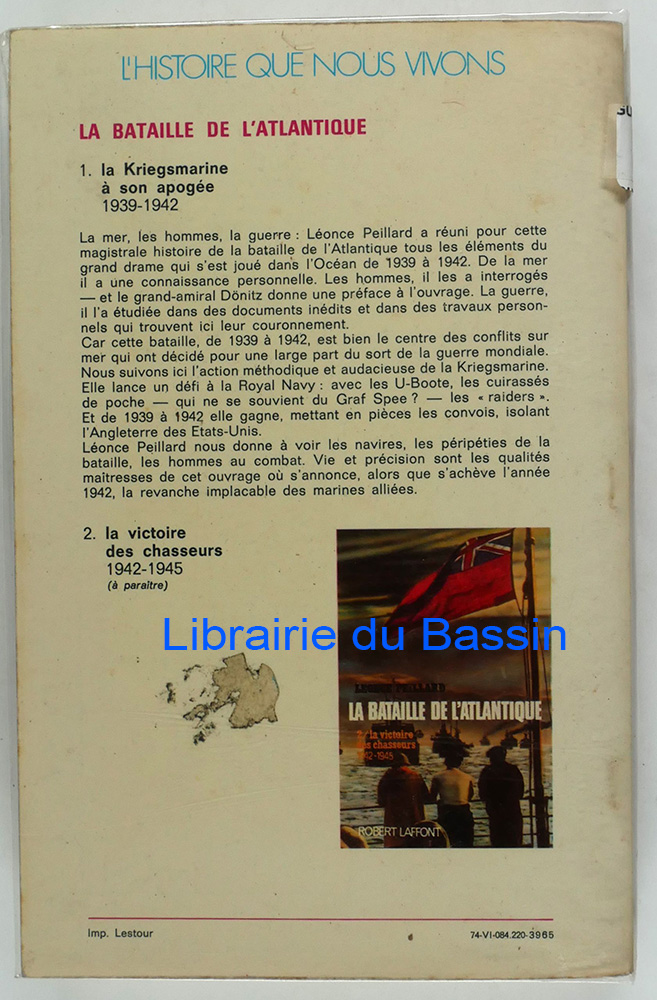 L'HISTOIRE QUE NOUS VIVONS
LA BATAILLE DE L'ATLANTIQUE
1. la Kriegsmarine
à son apogée
1939-1942
La mer, les hommes, la guerre : Léonce Peillard a réuni pour cette
magistrale histoire de la bataille de l'Atlantique tous les éléments du
grand drame qui s'est joué dans l'Océan de 1939 à 1942. De la mer
il a une connaissance personnelle. Les hommes, il les a interrogés
— et le grand-amiral Dönitz donne une préface à l'ouvrage. La guerre,
il l'a étudiée dans des documents inédits et dans des travaux person-
nels qui trouvent ici leur couronnement.
Car cette bataille, de 1939 à 1942, est bien le centre des conflits sur
mer qui ont décidé pour une large part du sort de la guerre mondiale.
Nous suivons ici l'action méthodique et audacieuse de la Kriegsmarine.
Elle lance un défi à la Royal Navy : avec les U-Boote, les cuirassés
de poche — qui ne se souvient du Graf Spee ? — les « raiders ».
Et de 1939 à 1942 elle gagne, mettant en pièces les convois, isolant
l'Angleterre des Etats-Unis.
Léonce Peillard nous donne à voir les navires, les péripéties de la
bataille, les hommes au combat. Vie et précision sont les qualités
maîtresses de cet ouvrage où s'annonce, alors que s'achève l'année
1942, la revanche implacable des marines alliées.
2. la victoire
des chasseurs
1942-1945
(à paraitre)
Librairie du Bassin
LEONCE PEILLARD
LA BATAILLE DE L'ATLANTIQUE
2/la victoire
des chasseurs
1942-1945
ROBERT LAFFONT
Imp. Lestour
74-VI-084.220-3965